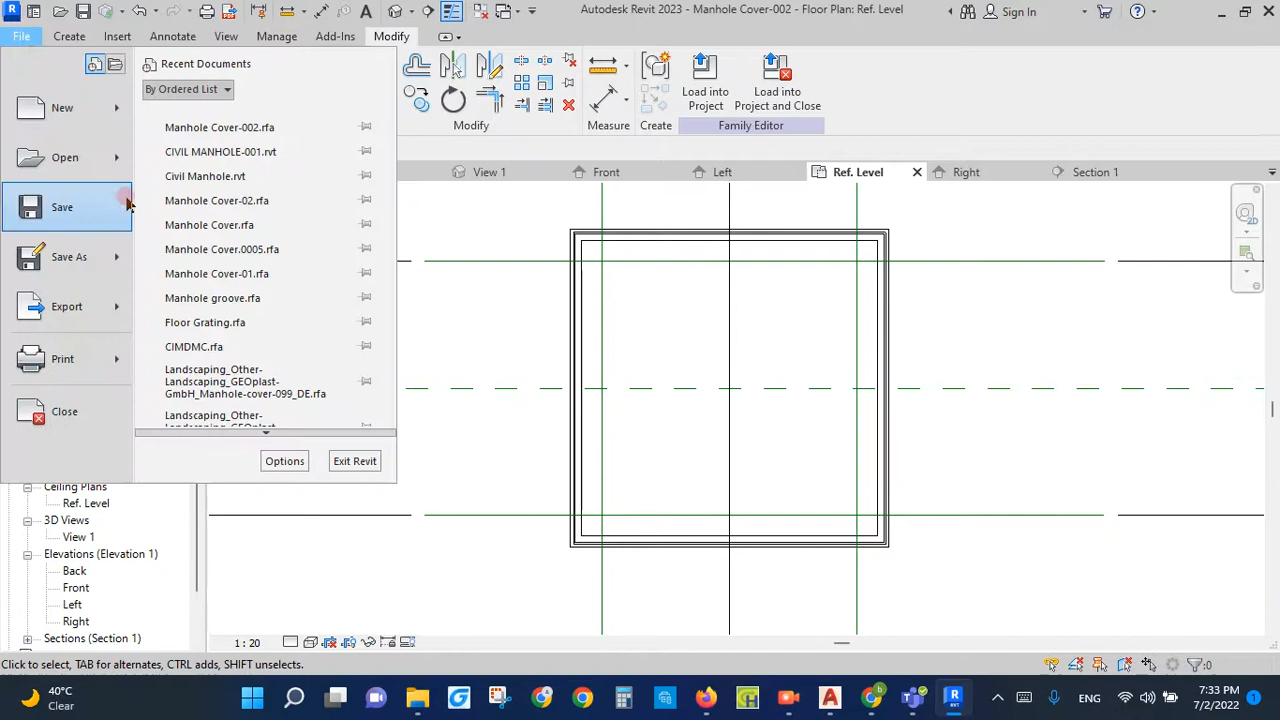 Autodesk Revit 2023 - Manhole Cover-002 - Floor Plan: Ref. Level
Sign In
File
Create
Insert
Annotate
View
Manage
Add-Ins
Modify
Recent Documents
By Ordered List
New
Open
Save
Save As
Export
Print
Close
Manhole Cover-002.rfa
CIVIL MANHOLE-001.rvt
Civil Manhole.rvt
Manhole Cover-02.rfa
Manhole Cover.rfa
Manhole Cover.0005.rfa
Manhole Cover-01.rfa
Manhole groove.rfa
Floor Grating.rfa
CIMDMC.rfa
Landscaping_Other-
Landscaping_GEOplast-
GmbH_Manhole-cover-099_DE.rfa
Landscaping_Other-
Landscaping_GEOplast-
Options
Exit Revit
Modify
Measure
Create
Load into
Project
Load into
Project and Close
Family Editor
View 1
Front
Left
Ref. Level
Right
Section 1
Ceiling Plans
Ref. Level
3D Views
View 1
Elevations (Elevation 1)
Back
Front
Left
Right
Sections (Section 1)
1 : 20
Click to select, TAB for alternates, CTRL adds, SHIFT unselects.
:0
40°C
Clear
ENG
7:33 PM
7/2/2022